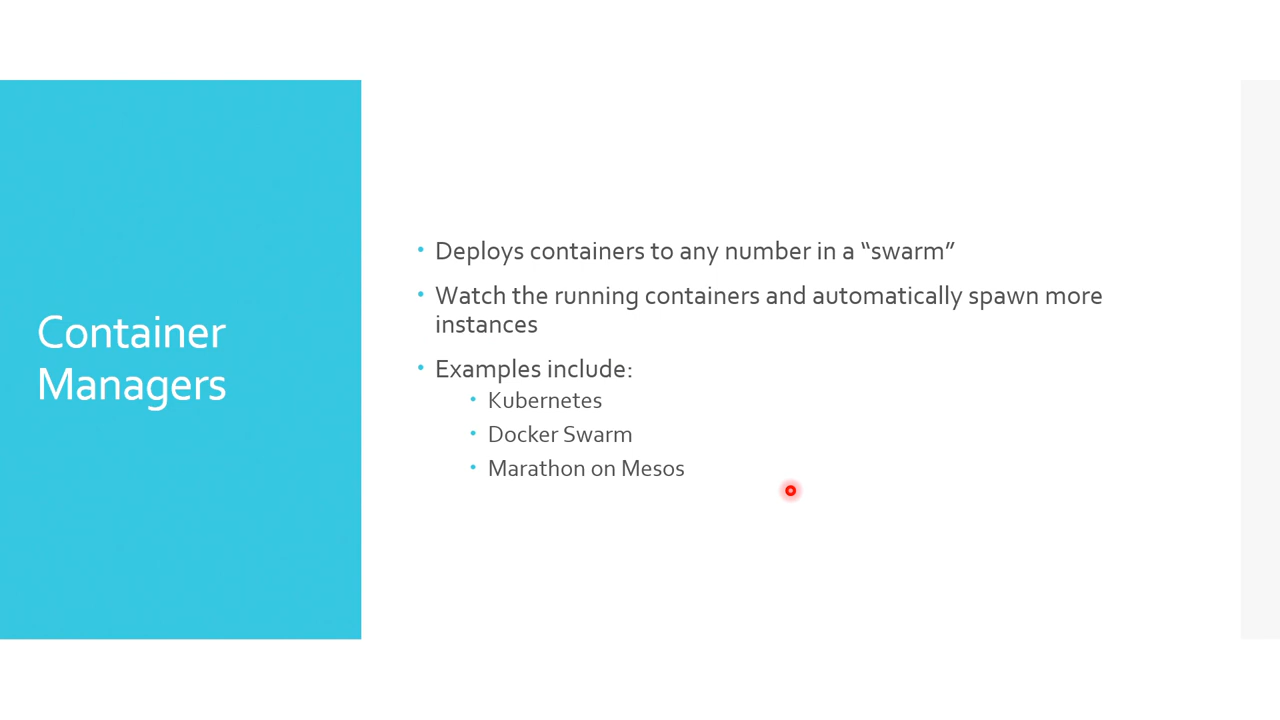 Container
Managers
• Deploys containers to any number in a “swarm”
• Watch the running containers and automatically spawn more
instances
• Examples include:
• Kubernetes
• Docker Swarm
• Marathon on Mesos